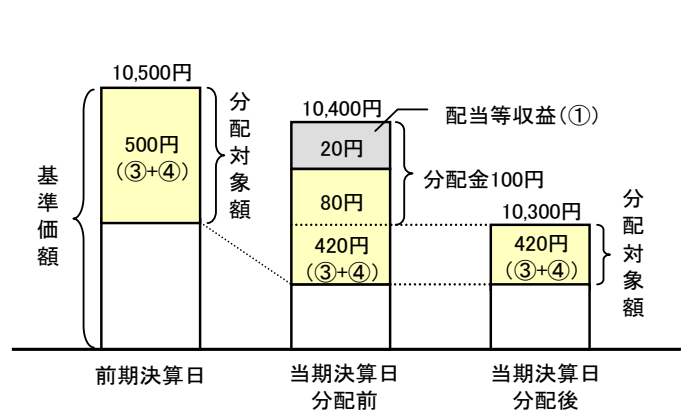 10,500円
500円
(③+④)
分配対象額
基準価額
10,400円
配当等収益(①)
20円
分配金100円
80円
420円
(③+④)
10,300円
420円
(③+④)
分配対象額
前期決算日
当期決算日
分配前
当期決算日
分配後